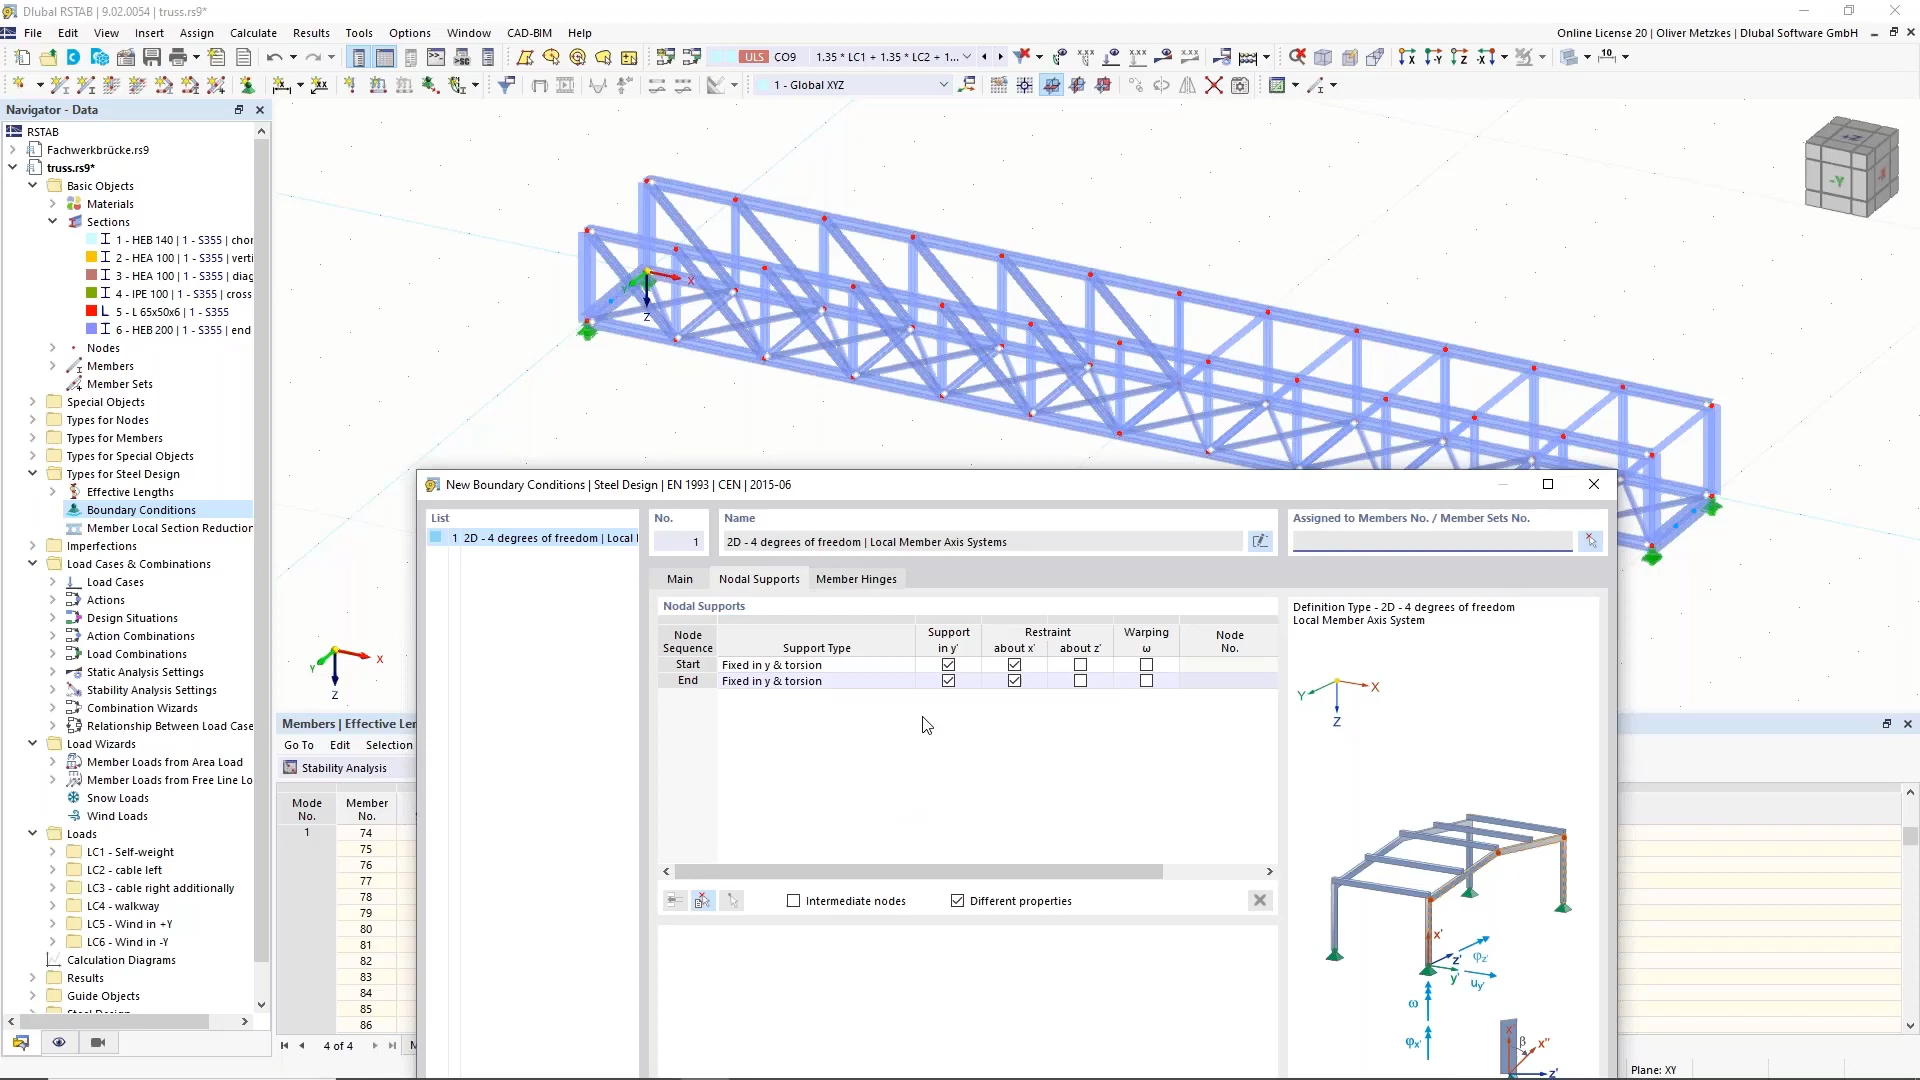 Dlubal RSTAB | 9.02.0054 | truss.rs9*
File Edit View Insert Assign Calculate Results Tools Options Window CAD-BIM Help
Online License 20 | Oliver Metzkes | Dlubal Software GmbH
ULS CO9 1.35 * LC1 + 1.35 * LC2 + 1...
1 - Global XYZ
Navigator - Data
RSTAB
Fachwerkbrücke.rs9
truss.rs9*
Basic Objects
Materials
Sections
1 - HEB 140 | 1 - S355 | chor
2 - HEA 100 | 1 - S355 | verti
3 - HEA 100 | 1 - S355 | diag
4 - IPE 100 | 1 - S355 | cross
5 - L 65x50x6 | 1 - S355
6 - HEB 200 | 1 - S355 | end
Nodes
Members
Member Sets
Special Objects
Types for Nodes
Types for Members
Types for Special Objects
Types for Steel Design
Effective Lengths
Boundary Conditions
Member Local Section Reduction
Imperfections
Load Cases & Combinations
Load Cases
Actions
Design Situations
Action Combinations
Load Combinations
Static Analysis Settings
Stability Analysis Settings
Combination Wizards
Relationship Between Load Case
Load Wizards
Member Loads from Area Load
Member Loads from Free Line Lo
Snow Loads
Wind Loads
Loads
LC1 - Self-weight
LC2 - cable left
LC3 - cable right additionally
LC4 - walkway
LC5 - Wind in +Y
LC6 - Wind in -Y
Calculation Diagrams
Results
Guide Objects
X
Y
Z
X
Y
Z
+Z
-Y
-X
Members | Effective Len
Go To Edit Selection
Stability Analysis
Mode No.
Member No.
1
74
75
76
77
78
79
80
81
82
83
84
85
86
4 of 4
New Boundary Conditions | Steel Design | EN 1993 | CEN | 2015-06
List
1 2D - 4 degrees of freedom | Local
No.
1
Name
2D - 4 degrees of freedom | Local Member Axis Systems
Assigned to Members No. / Member Sets No.
Main
Nodal Supports
Member Hinges
Nodal Supports
Node Sequence
Support Type
Support in y'
Restraint
about x' about z'
Warping ω
Node No.
Start Fixed in y & torsion
End Fixed in y & torsion
Intermediate nodes
Different properties
Definition Type - 2D - 4 degrees of freedom
Local Member Axis System
Y
X
Z
x'
z'
φz'
y'
uy'
ω
φx'
x'
β
x''
z'
Plane: XY